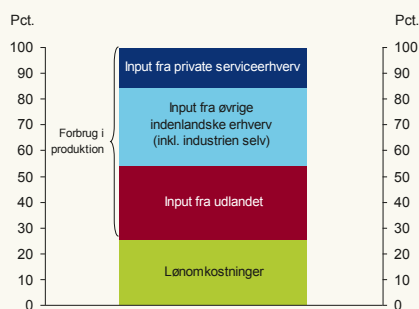 Pct.
Pct.
100
90
80
70
60
50
40
30
20
10
0
Forbrug i
produktion
Input fra private serviceerhverv
Input fra øvrige
indenlandske erhverv
(inkl. industrien selv)
Input fra udlandet
Lønomkostninger
100
90
80
70
60
50
40
30
20
10
0